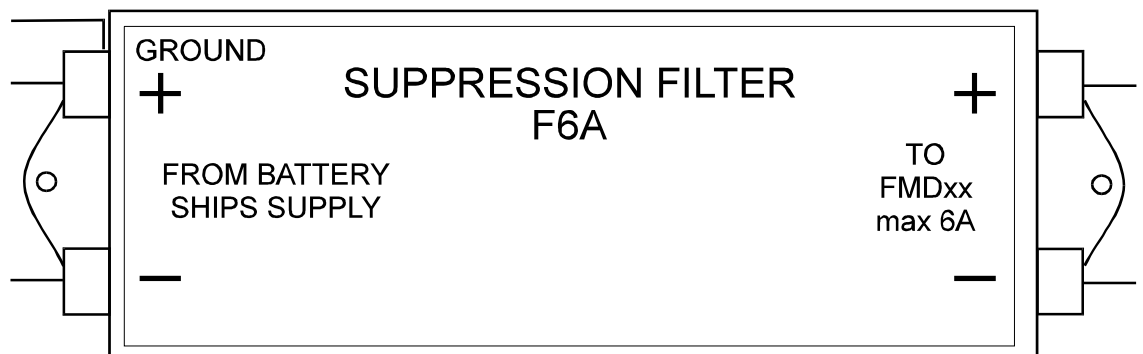 GROUND
+
SUPPRESSION FILTER
+
F6A
FROM BATTERY
SHIPS SUPPLY
TO
FMDxx
max 6A
−
−